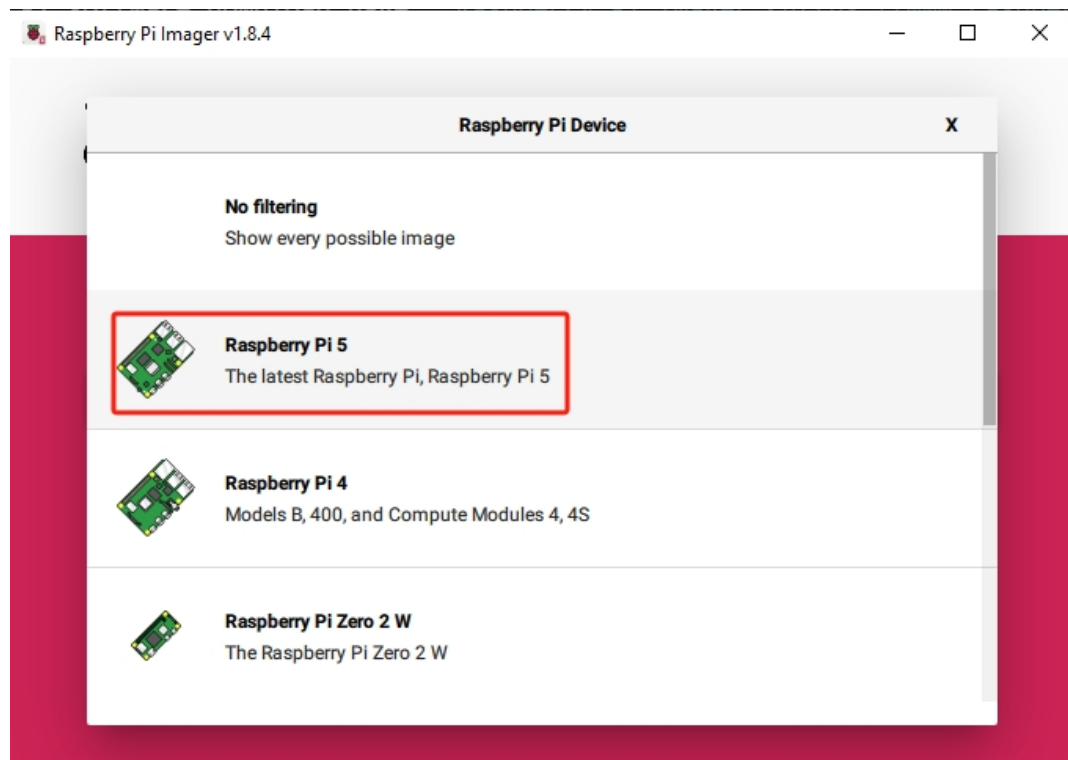 Raspberry Pi Imager v1.8.4
Raspberry Pi Device
X
No filtering
Show every possible image
Raspberry Pi 5
The latest Raspberry Pi, Raspberry Pi 5
Raspberry Pi 4
Models B, 400, and Compute Modules 4, 4S
Raspberry Pi Zero 2 W
The Raspberry Pi Zero 2 W